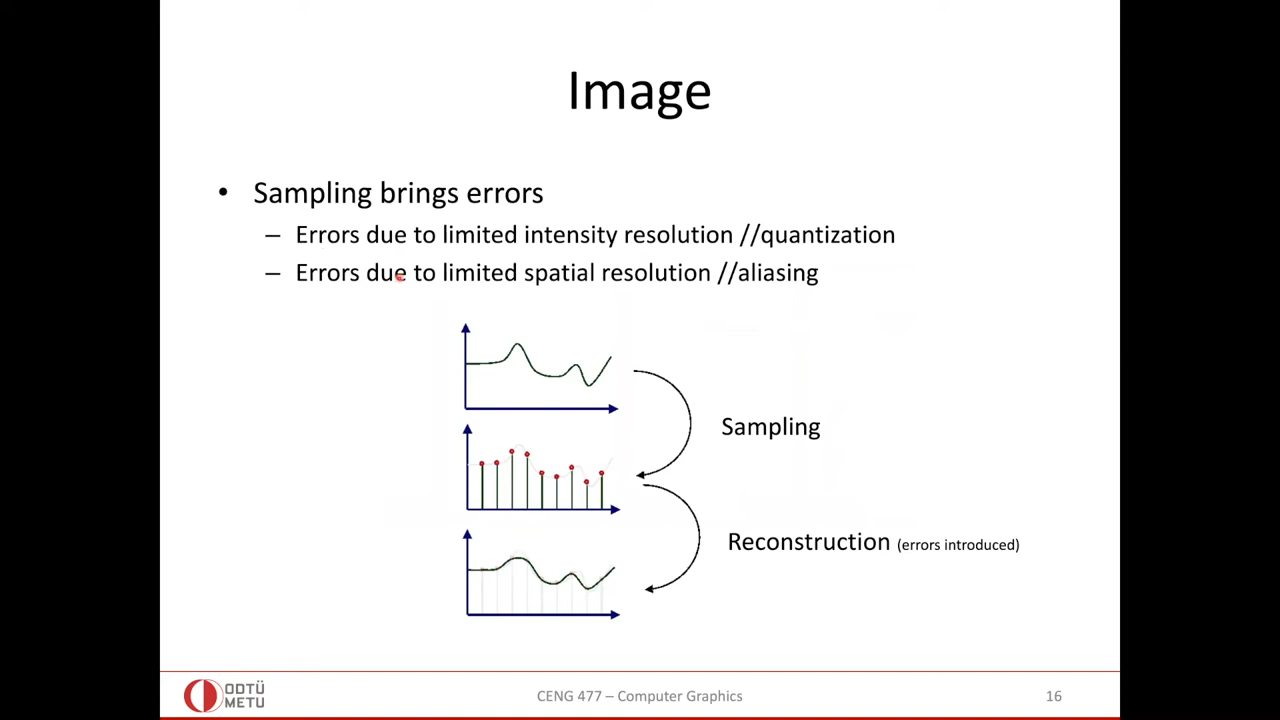 Image
• Sampling brings errors
– Errors due to limited intensity resolution //quantization
– Errors due to limited spatial resolution //aliasing
Sampling
Reconstruction (errors introduced)
ODTÜ
METU
CENG 477 – Computer Graphics
16